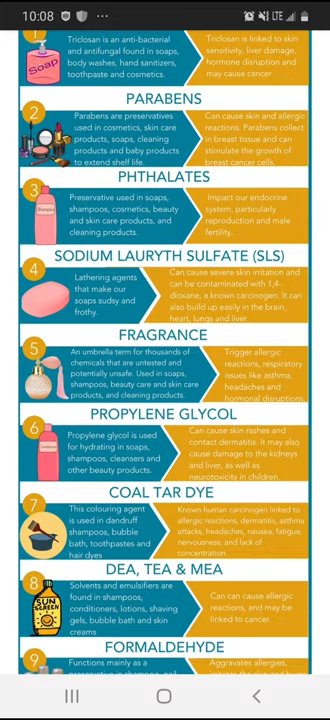 10:08
LTE
1
Soap
Triclosan is an anti-bacterial
and antifungal found in soaps,
body washes, hand sanitizers,
toothpaste and cosmetics.
Triclosan is linked to skin
sensitivity, liver damage,
hormone disruption and
may cause cancer
PARABENS
2
Parabens are preservatives
used in cosmetics, skin care
products, soaps, cleaning
products and baby products
to extend shelf life.
Can cause skin and allergic
reactions. Parabens collect
in breast tissue and can
stimulate the growth of
breast cancer cells.
PHTHALATES
3
Shampoo
Preservative used in soaps,
shampoos, cosmetics, beauty
and skin care products, and
cleaning products.
Impact our endocrine
system, particularly
reproduction and male
fertility..
SODIUM LAURYTH SULFATE (SLS)
4
Lathering agents
that make our
soaps sudsy and
frothy.
Can cause severe skin irritation and
can be contaminated with 1,4-
dioxane, a known carcinogen. It can
also build up easily in the brain,
heart, lungs and liver
FRAGRANCE
5
An umbrella term for thousands of
chemicals that are untested and
potentially unsafe. Used in soaps,
shampoos, beauty care and skin care
products, and cleaning products.
Trigger allergic
reactions, respiratory
issues like asthma,
headaches and
hormonal disruptions
PROPYLENE GLYCOL
6
Propylene glycol is used
for hydrating in soaps,
shampoos, cleansers and
other beauty products.
Can cause skin rashes and
contact dermatitis. It may also
cause damage to the kidneys
and liver, as well as
neurotoxicity in children.
COAL TAR DYE
7
This colouring agent
is used in dandruff
shampoos, bubble
bath, toothpastes and
hair dyes
Known human carcinogen linked to
allergic reactions, dermatitis, asthma
attacks, headaches, nausea, fatigue,
nervousness, and lack of
concentration
DEA, TEA & MEA
8
SUN
SCREEN
Solvents and emulsifiers are
found in shampoos,
conditioners, lotions, shaving
gels, bubble bath and skin
creams
Can can cause allergic
reactions, and may be
linked to cancer.
FORMALDEHYDE
9
Functions mainly as a
Aggravates allergies,